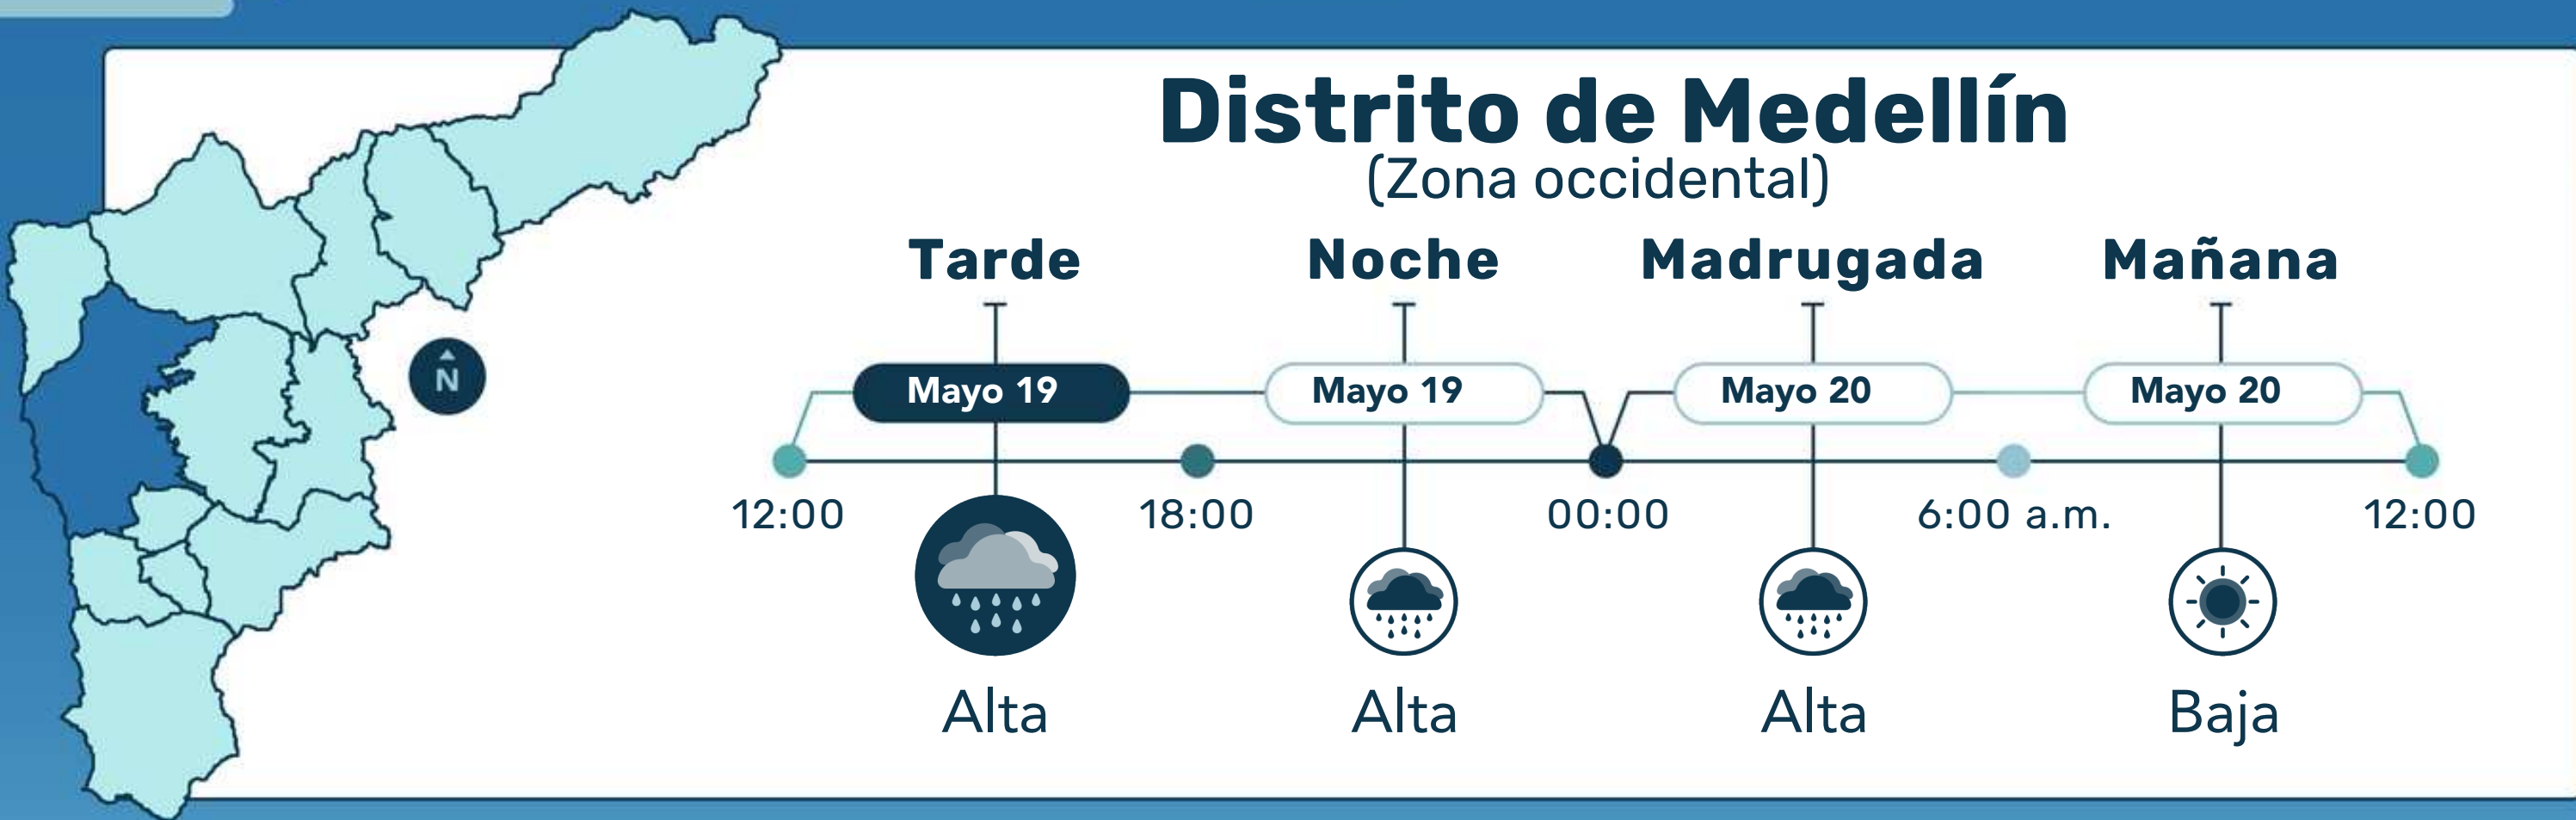 Distrito de Medellín
(Zona occidental)
Tarde Noche Madrugada Mañana
N
Mayo 19 Mayo 19 Mayo 20 Mayo 20
12:00 18:00 00:00 6:00 a.m. 12:00
Alta Alta Alta Baja